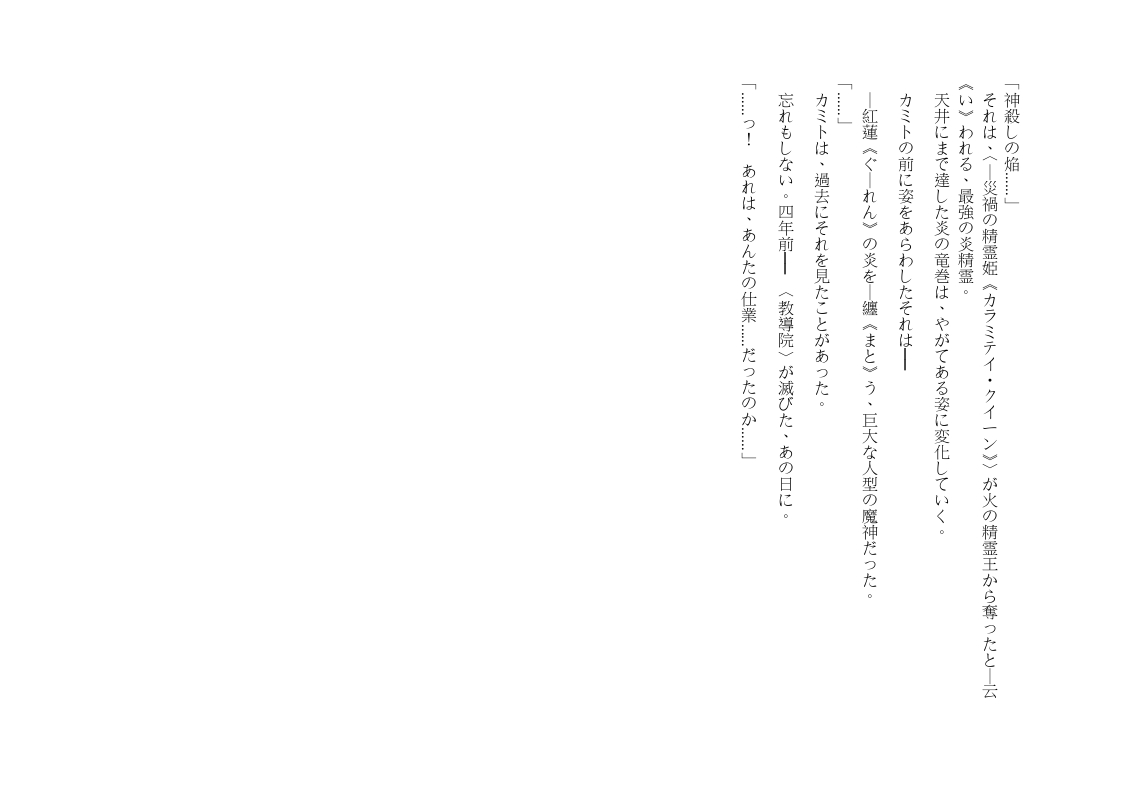 「神殺しの焔……」
それは、〈―災禍の精霊姫《カラミティ・クイーン》〉が火の精霊王から奪ったと―云
《い》われる、最強の炎精霊。
天井にまで達した炎の竜巻は、やがてある姿に変化していく。
カミトの前に姿をあらわしたそれは――
―紅蓮《ぐ―れん》の炎を―纏《まと》う、巨大な人型の魔神だった。
「……」
カミトは、過去にそれを見たことがあった。
忘れもしない。四年前――　〈教導院〉が滅びた、あの日に。
「……っ！　あれは、あんたの仕業……だったのか……」